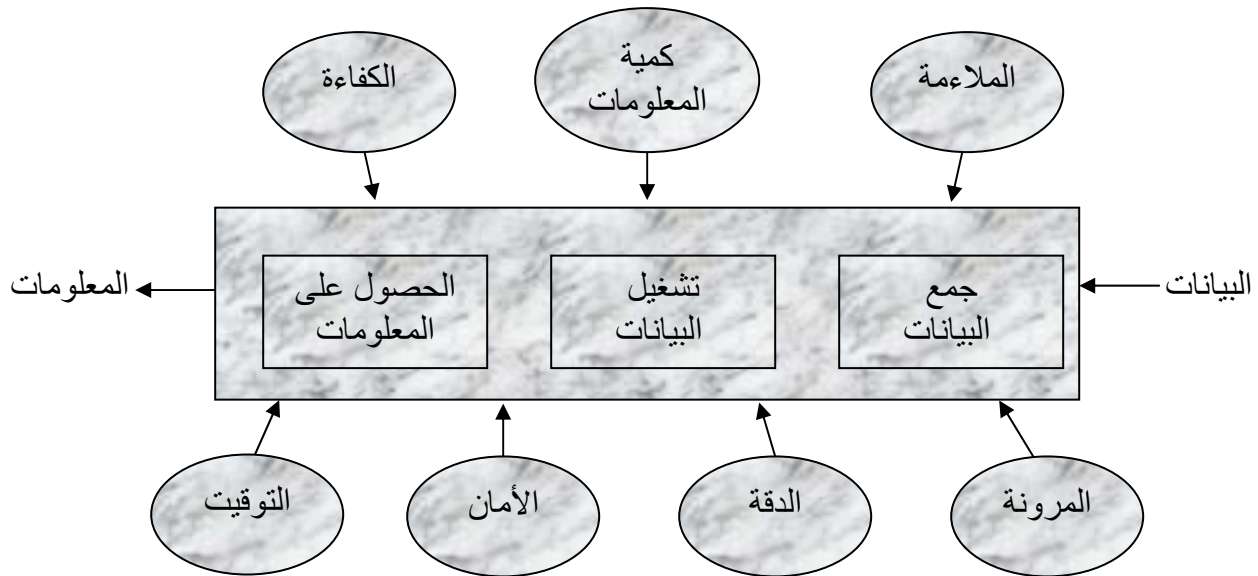 الملاءمة
كمية
المعلومات
الكفاءة
البيانات
جمع
البيانات
تشغيل
البيانات
الحصول على
المعلومات
المعلومات
المرونة
الدقة
الأمان
التوقيت